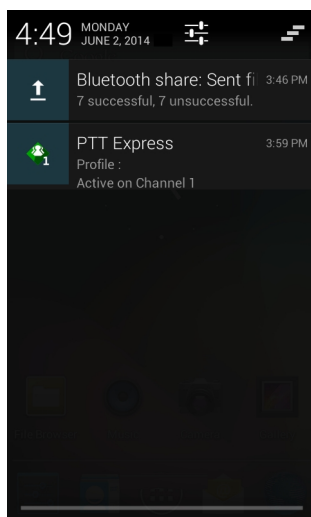 4:49 MONDAY
JUNE 2, 2014
Bluetooth share: Sent fi 3:46 PM
7 successful, 7 unsuccessful.
PTT Express 3:59 PM
Profile :
Active on Channel 1
1